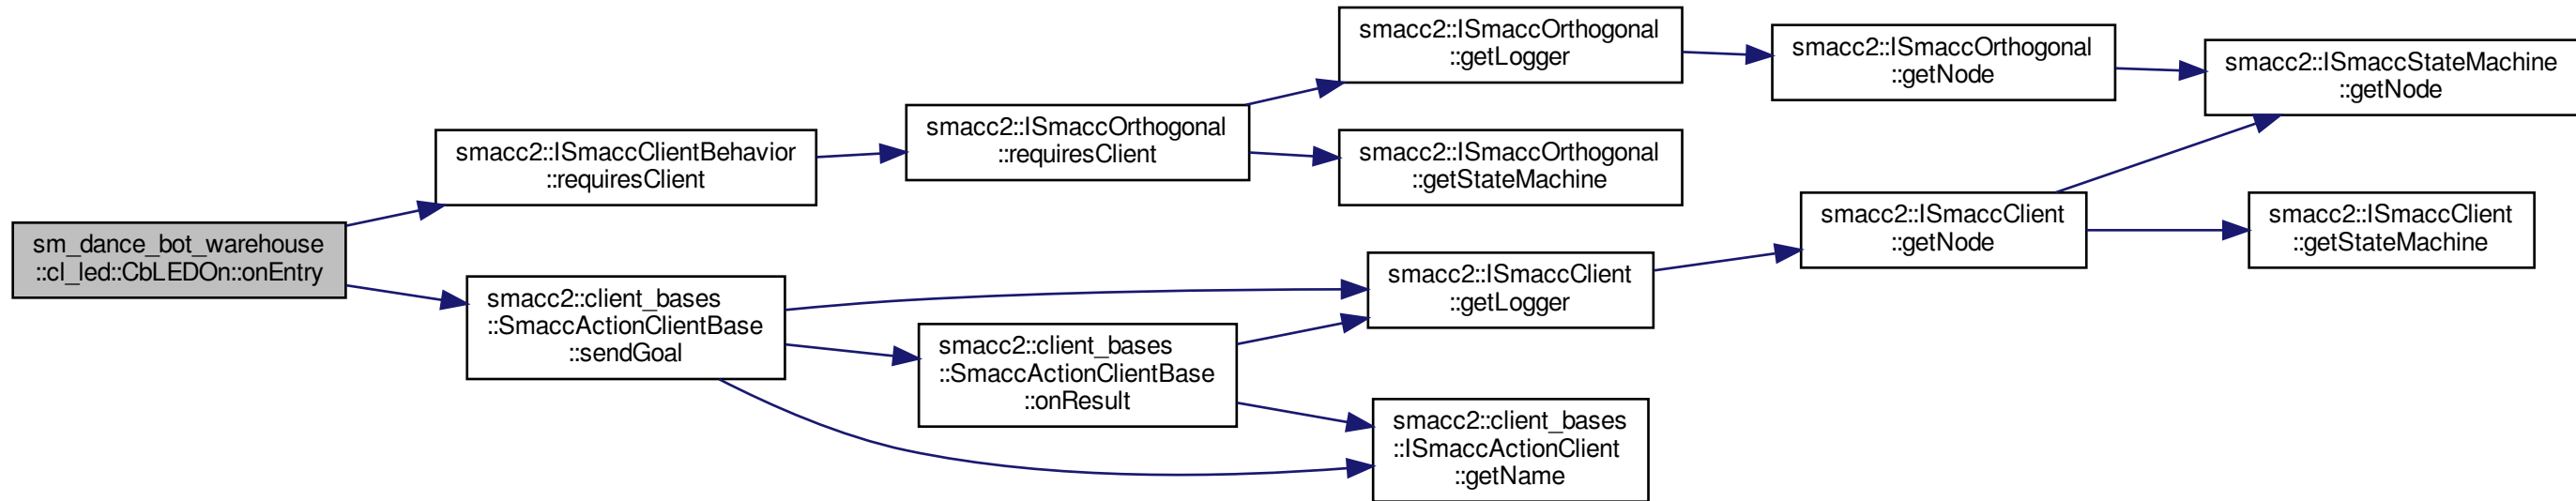 sm_dance_bot_warehouse
::cl_led::CbLEDOn::onEntry
smacc2::ISmaccClientBehavior
::requiresClient
smacc2::ISmaccOrthogonal
::requiresClient
smacc2::ISmaccOrthogonal
::getLogger
smacc2::ISmaccOrthogonal
::getNode
smacc2::ISmaccStateMachine
::getNode
smacc2::ISmaccOrthogonal
::getStateMachine
smacc2::client_bases
::SmaccActionClientBase
::sendGoal
smacc2::client_bases
::SmaccActionClientBase
::onResult
smacc2::ISmaccClient
::getLogger
smacc2::ISmaccClient
::getNode
smacc2::ISmaccClient
::getStateMachine
smacc2::client_bases
::ISmaccActionClient
::getName